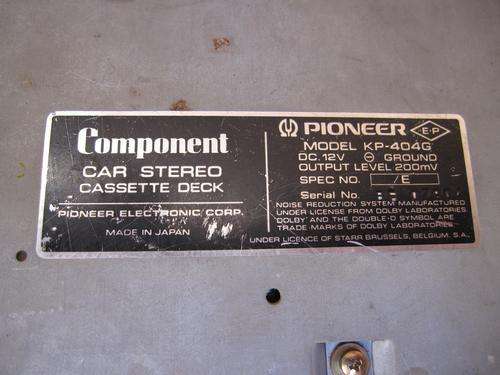 Component
CAR STEREO
CASSETTE DECK
PIONEER ELECTRONIC CORP.
MADE IN JAPAN
PIONEER E·P
MODEL KP-404G
DC. 12V ⊖ GROUND
OUTPUT LEVEL 200mV
SPEC NO. /E
Serial No.
NOISE REDUCTION SYSTEM MANUFACTURED
UNDER LICENSE FROM DOLBY LABORATORIES
'DOLBY' AND THE DOUBLE-D SYMBOL ARE
TRADE MARKS OF DOLBY LABORATORIES.
UNDER LICENCE OF STARR BRUSSELS, BELGIUM. S.A.